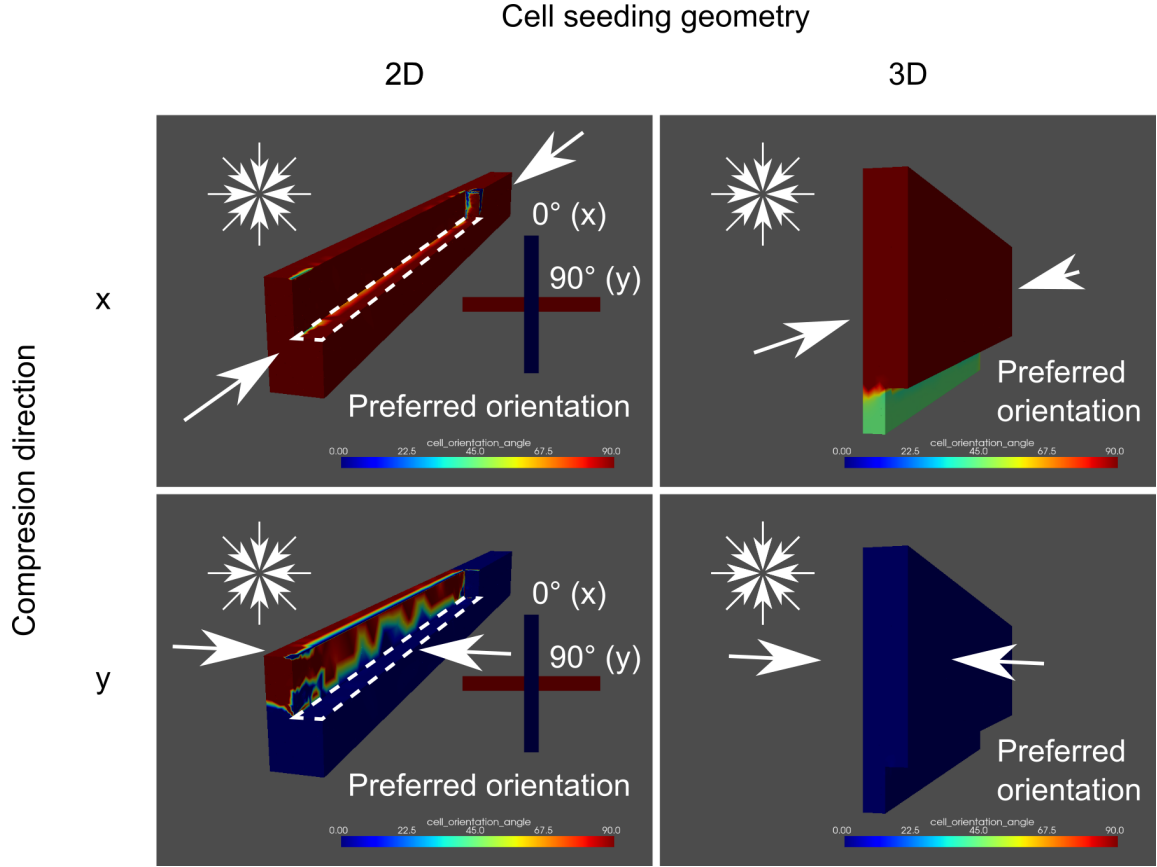 Cell seeding geometry
2D
3D
Compresion direction
x
0° (x)
90° (y)
Preferred orientation
cell_orientation_angle
0.00 22.5 45.0 67.5 90.0
Preferred
orientation
cell_orientation_angle
0.00 22.5 45.0 67.5 90.0
y
0° (x)
90° (y)
Preferred orientation
cell_orientation_angle
0.00 22.5 45.0 67.5 90.0
Preferred
orientation
cell_orientation_angle
0.00 22.5 45.0 67.5 90.0